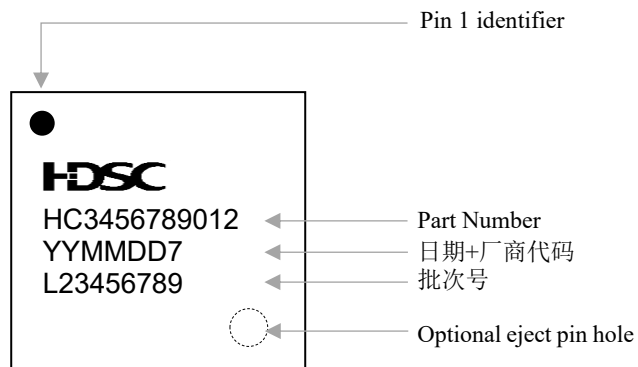 Pin 1 identifier
HDSC
HC3456789012
Part Number
YYMMDD7
日期+厂商代码
L23456789
批次号
Optional eject pin hole